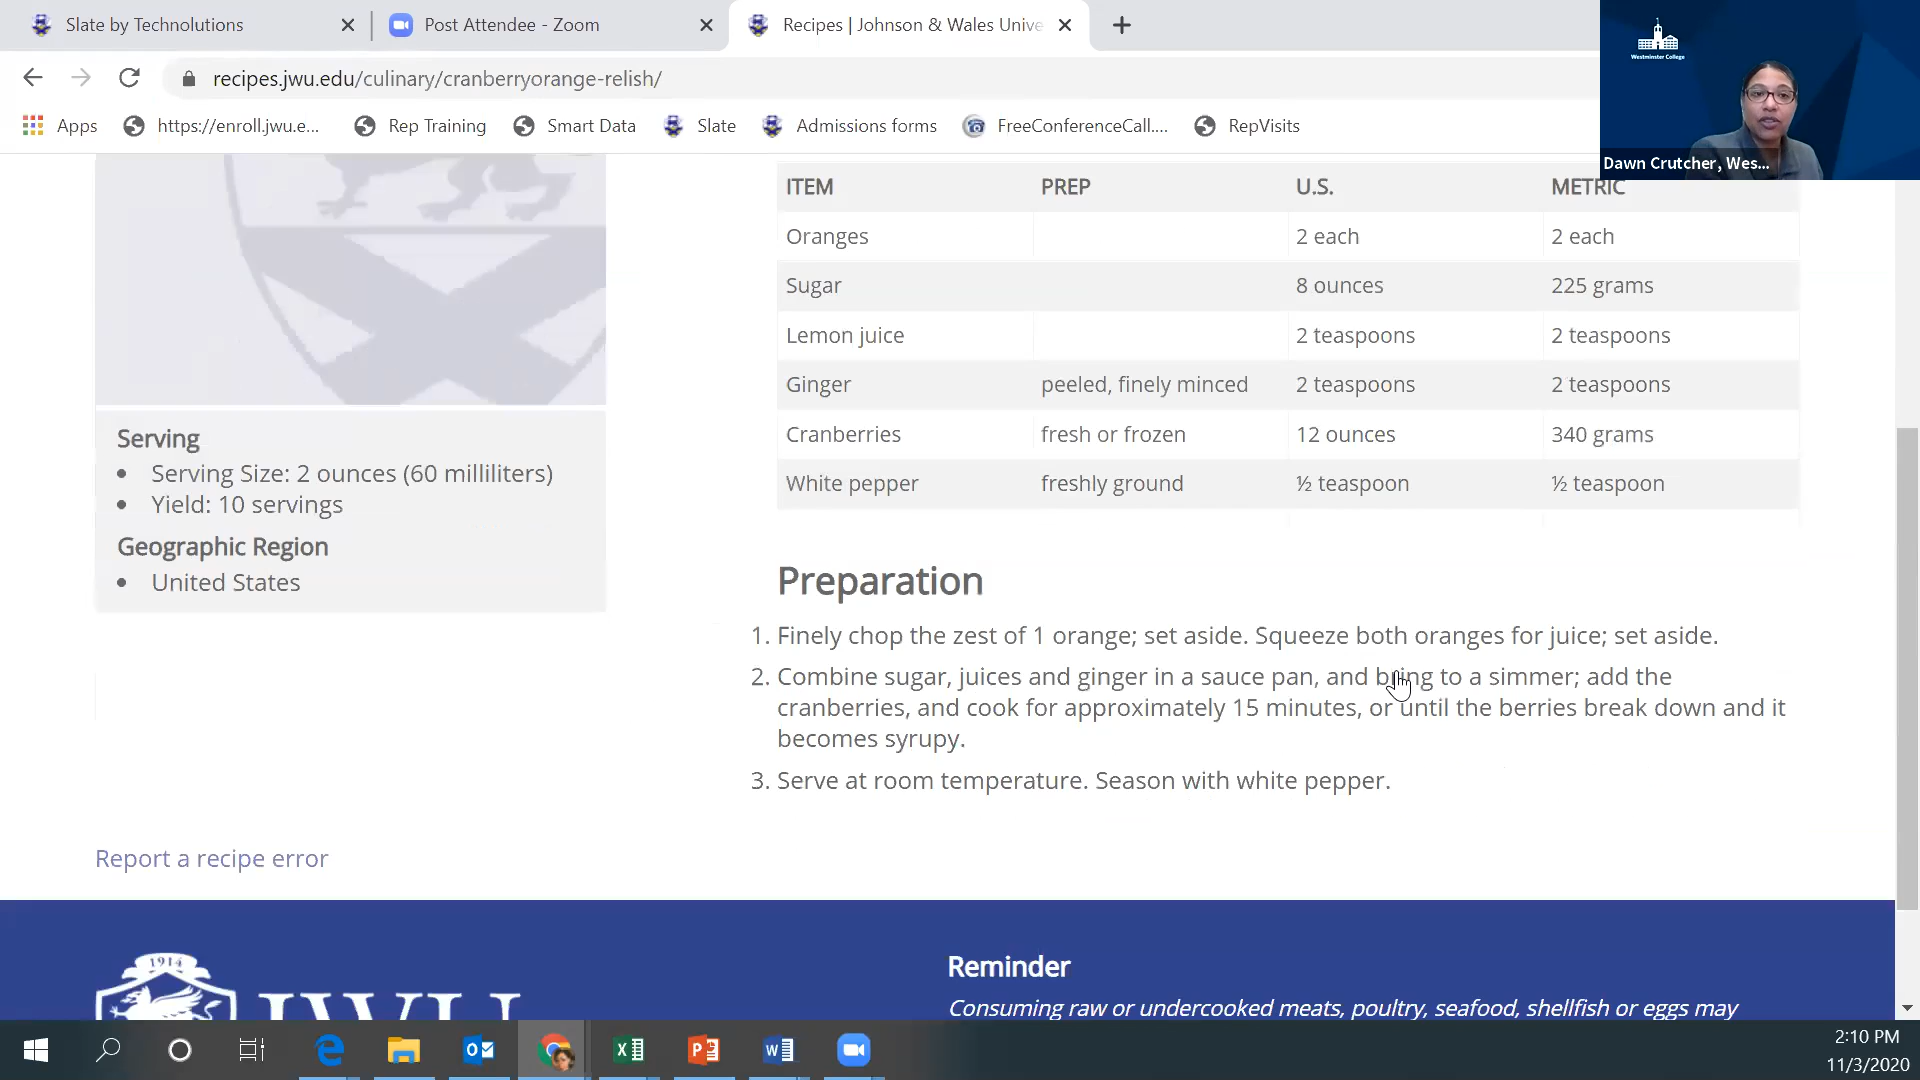 Slate by Technolutions
Post Attendee - Zoom
Recipes | Johnson & Wales Unive
recipes.jwu.edu/culinary/cranberryorange-relish/
Apps
https://enroll.jwu.e...
Rep Training
Smart Data
Slate
Admissions forms
FreeConferenceCall....
RepVisits
Westminster College
Dawn Crutcher, Wes...
ITEM PREP U.S. METRIC
Oranges 2 each 2 each
Sugar 8 ounces 225 grams
Lemon juice 2 teaspoons 2 teaspoons
Ginger peeled, finely minced 2 teaspoons 2 teaspoons
Cranberries fresh or frozen 12 ounces 340 grams
White pepper freshly ground ½ teaspoon ½ teaspoon
Serving
• Serving Size: 2 ounces (60 milliliters)
• Yield: 10 servings
Geographic Region
• United States
Preparation
1. Finely chop the zest of 1 orange; set aside. Squeeze both oranges for juice; set aside.
2. Combine sugar, juices and ginger in a sauce pan, and bring to a simmer; add the
cranberries, and cook for approximately 15 minutes, or until the berries break down and it
becomes syrupy.
3. Serve at room temperature. Season with white pepper.
Report a recipe error
1914
JWU
Reminder
Consuming raw or undercooked meats, poultry, seafood, shellfish or eggs may
2:10 PM
11/3/2020